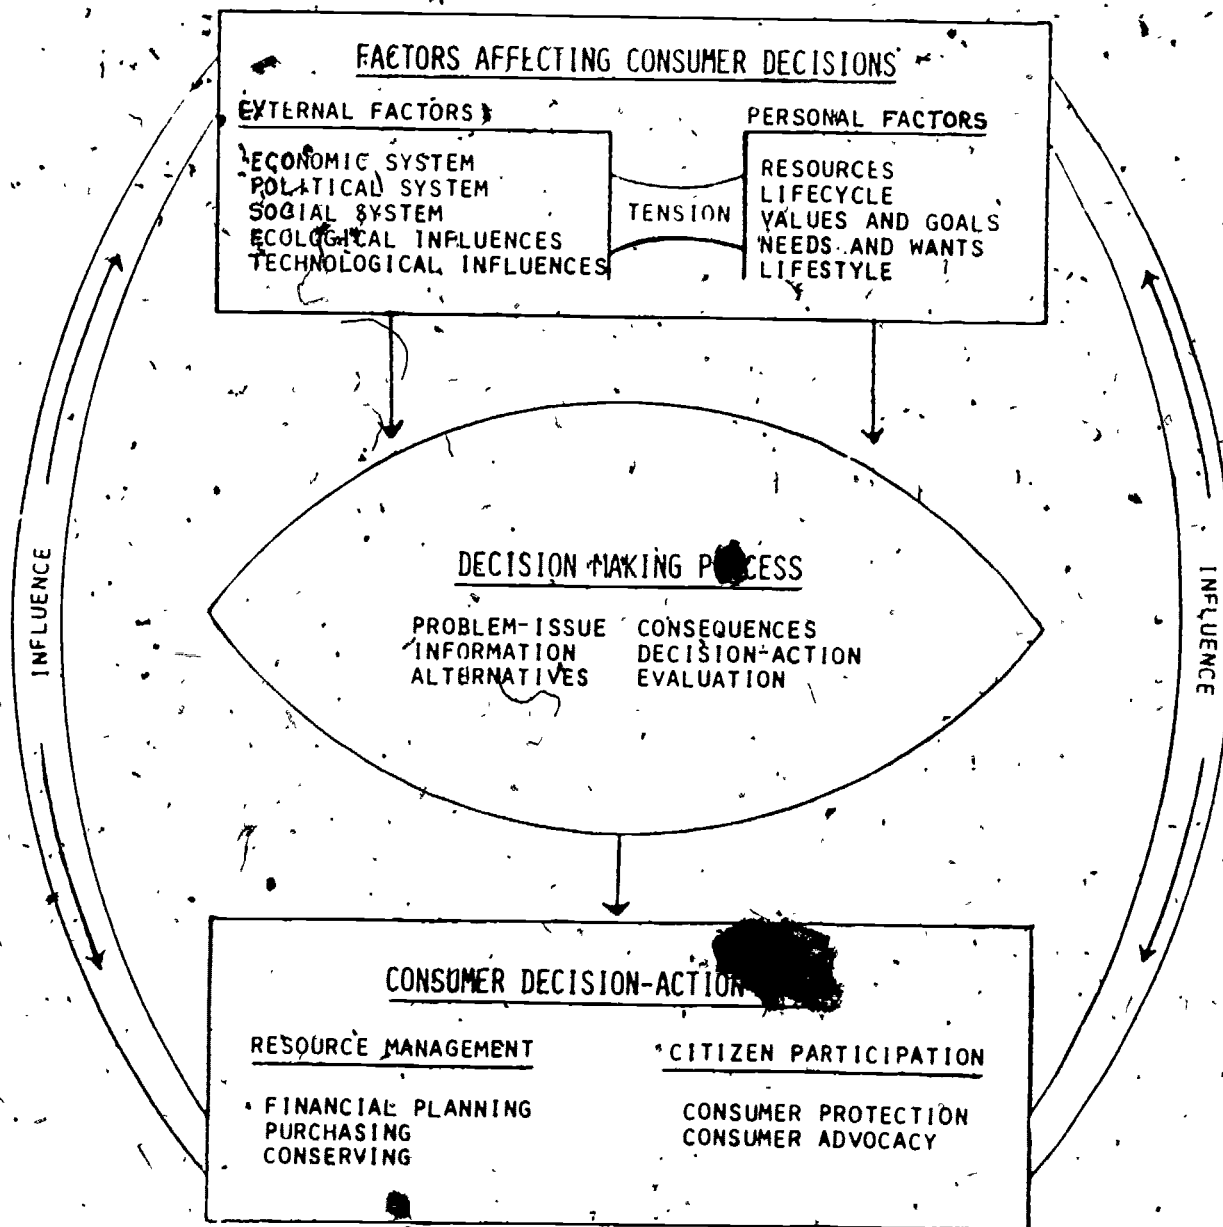 FACTORS AFFECTING CONSUMER DECISIONS
EXTERNAL FACTORS
ECONOMIC SYSTEM
POLITICAL SYSTEM
SOCIAL SYSTEM
ECOLOGICAL INFLUENCES
TECHNOLOGICAL INFLUENCES
TENSION
PERSONAL FACTORS
RESOURCES
LIFECYCLE
VALUES AND GOALS
NEEDS AND WANTS
LIFESTYLE
INFLUENCE
DECISION MAKING
PROBLEM-ISSUE
INFORMATION
ALTERNATIVES
CONSEQUENCES
DECISION-ACTION
EVALUATION
INFLUENCE
CONSUMER DECISION-ACTION
RESOURCE MANAGEMENT
FINANCIAL PLANNING
PURCHASING
CONSERVING
CITIZEN PARTICIPATION
CONSUMER PROTECTION
CONSUMER ADVOCACY